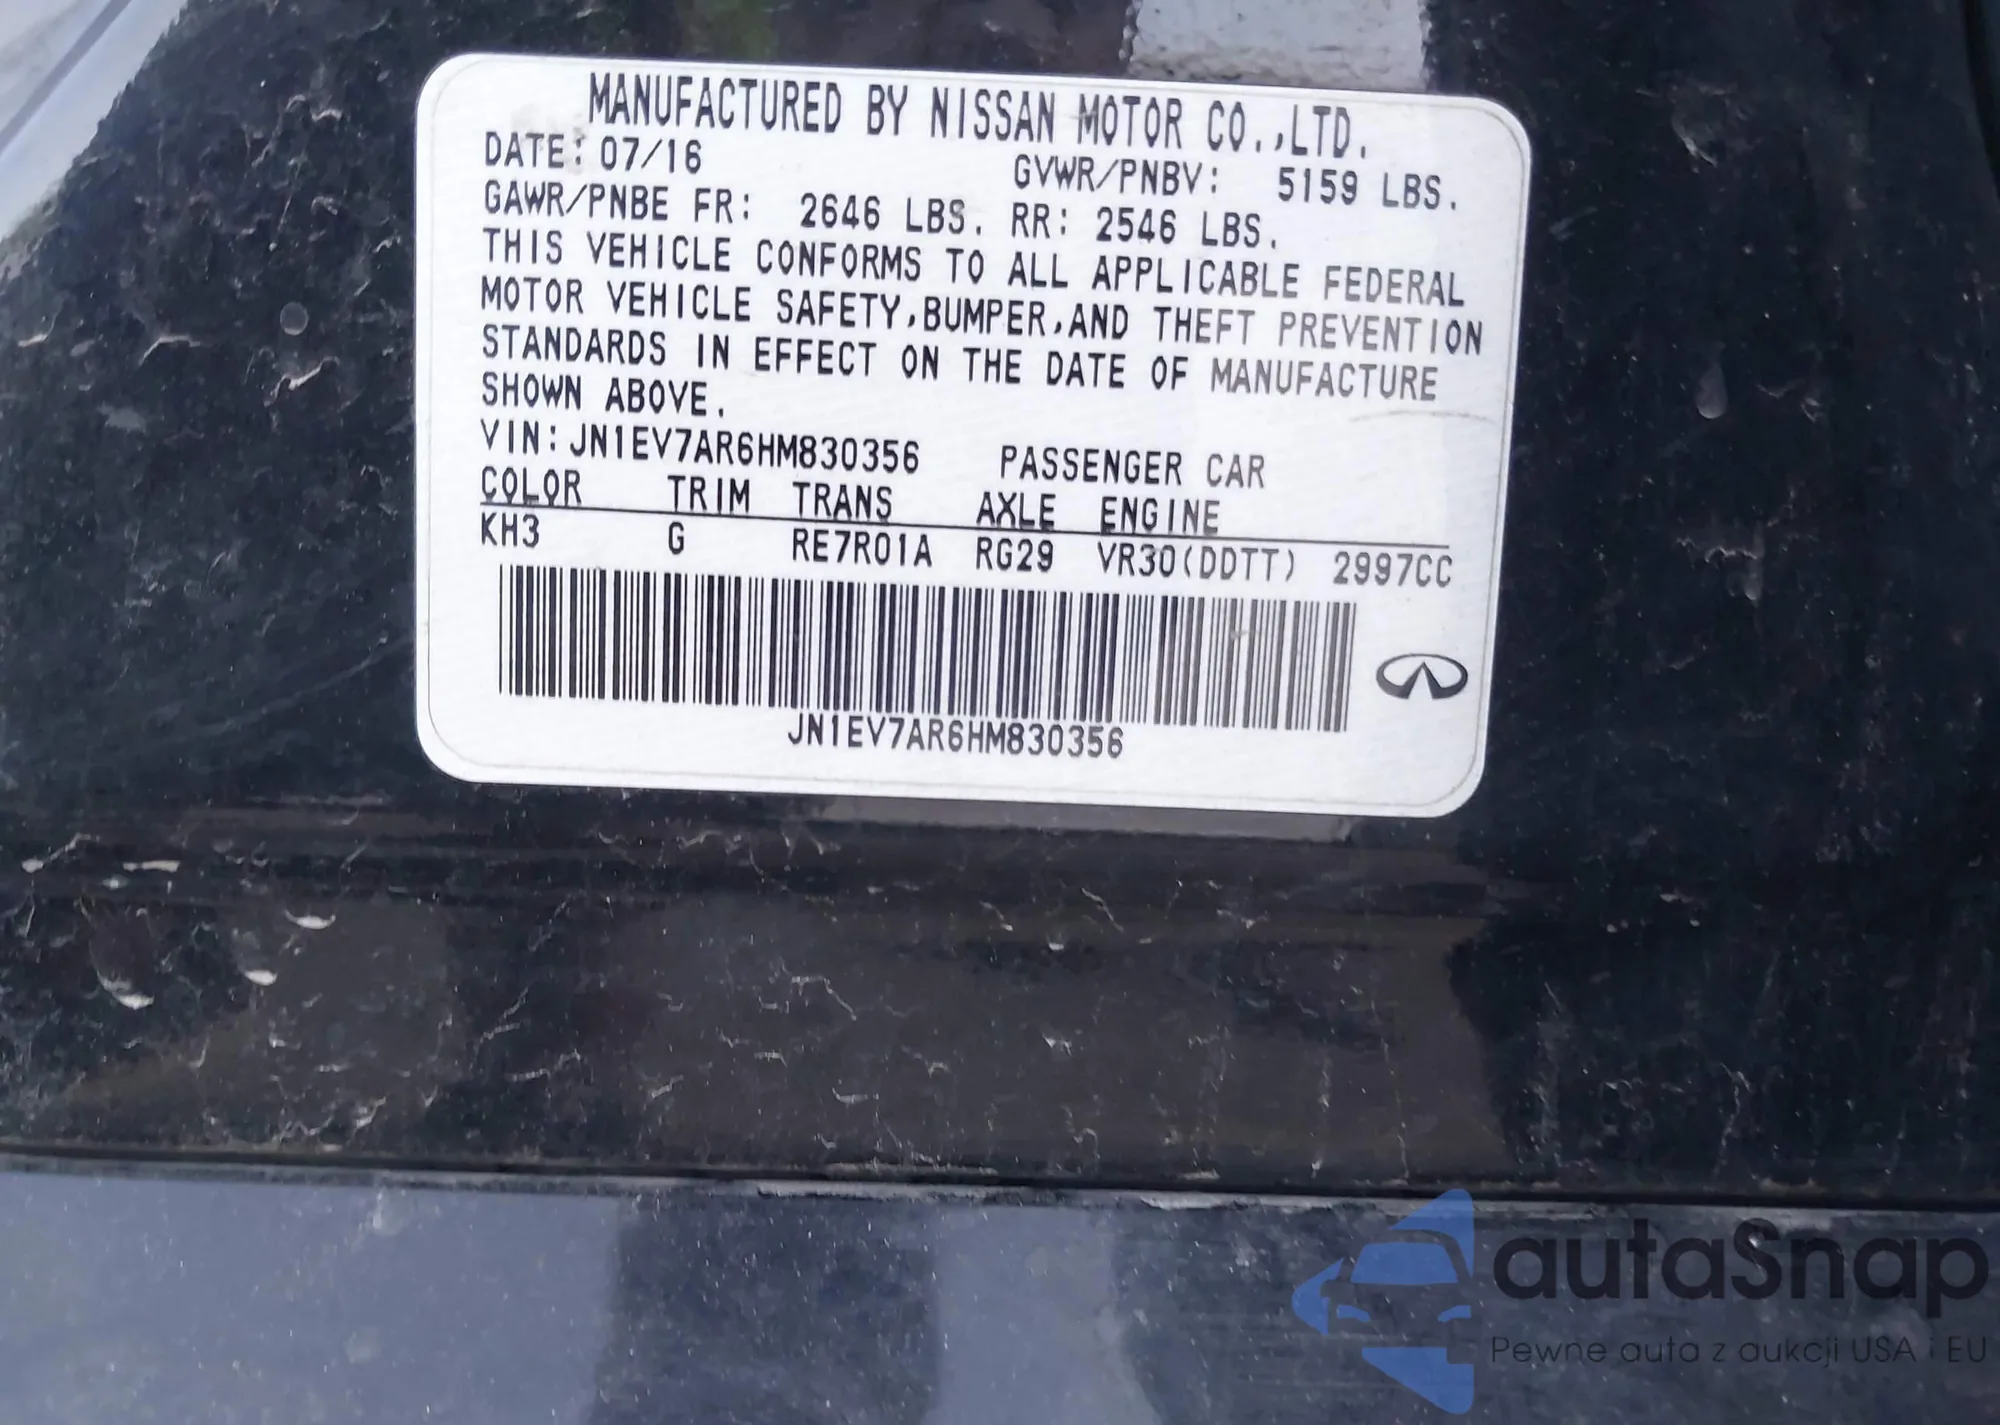 MANUFACTURED BY NISSAN MOTOR CO.,LTD.
DATE: 07/16 GVWR/PNBV: 5159 LBS.
GAWR/PNBE FR: 2646 LBS. RR: 2546 LBS.
THIS VEHICLE CONFORMS TO ALL APPLICABLE FEDERAL
MOTOR VEHICLE SAFETY,BUMPER,AND THEFT PREVENTION
STANDARDS IN EFFECT ON THE DATE OF MANUFACTURE
SHOWN ABOVE.
VIN:JN1EV7AR6HM830356 PASSENGER CAR
COLOR TRIM TRANS AXLE ENGINE
KH3 G RE7R01A RG29 VR30(DDTT) 2997CC
JN1EV7AR6HM830356
autaSnap
Pewne auta z aukcji USA i EU